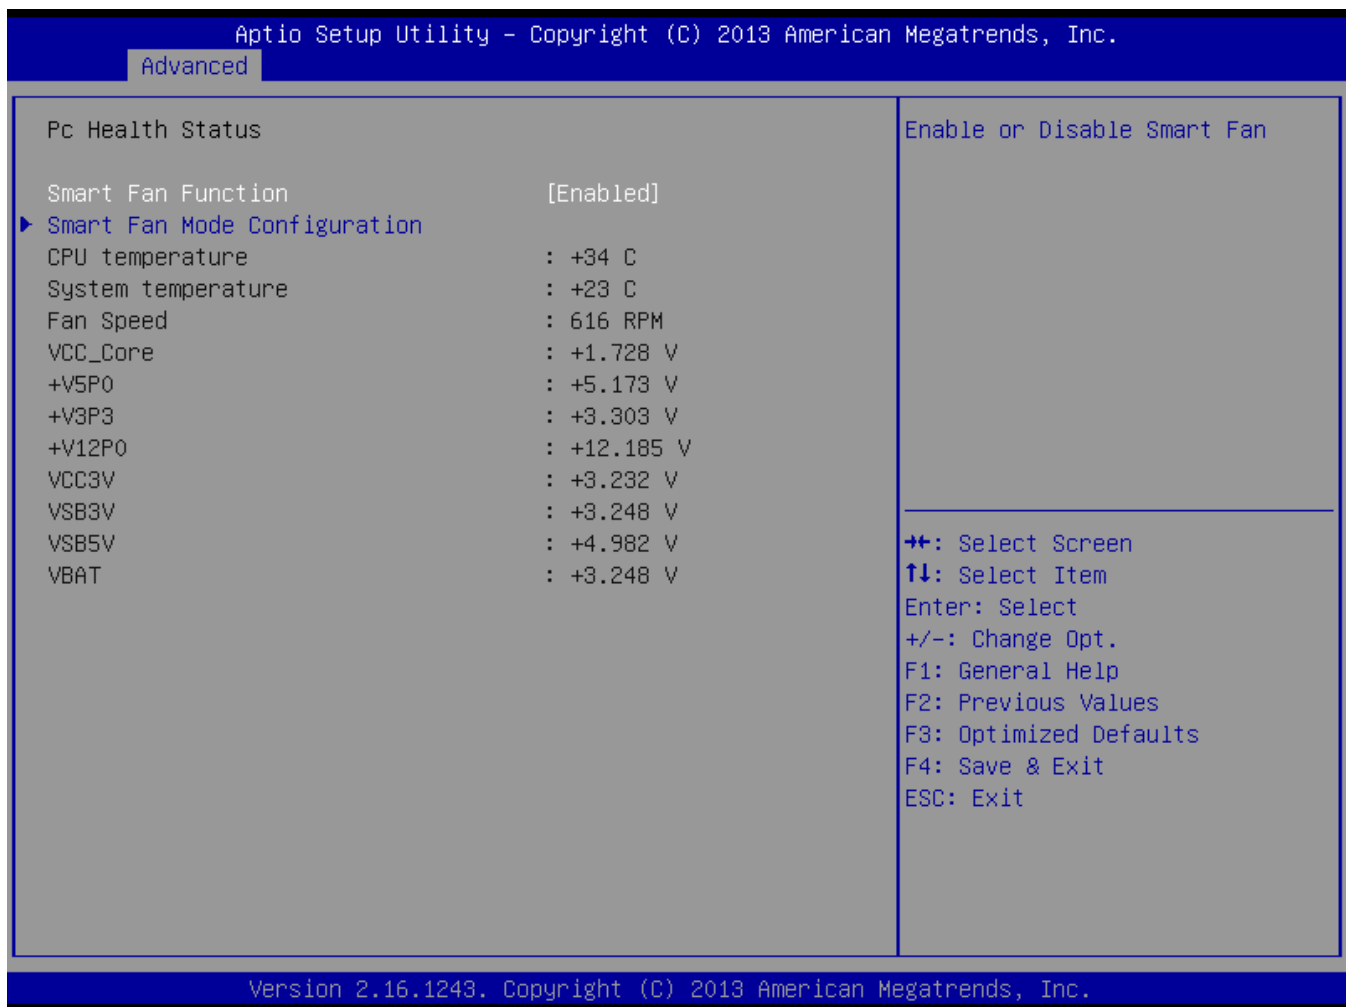 Aptio Setup Utility – Copyright (C) 2013 American Megatrends, Inc.
Advanced
Pc Health Status
Smart Fan Function [Enabled]
Smart Fan Mode Configuration
CPU temperature : +34 C
System temperature : +23 C
Fan Speed : 616 RPM
VCC_Core : +1.728 V
+V5P0 : +5.173 V
+V3P3 : +3.303 V
+V12P0 : +12.185 V
VCC3V : +3.232 V
VSB3V : +3.248 V
VSB5V : +4.982 V
VBAT : +3.248 V
Enable or Disable Smart Fan
→←: Select Screen
↑↓: Select Item
Enter: Select
+/-: Change Opt.
F1: General Help
F2: Previous Values
F3: Optimized Defaults
F4: Save & Exit
ESC: Exit
Version 2.16.1243. Copyright (C) 2013 American Megatrends, Inc.